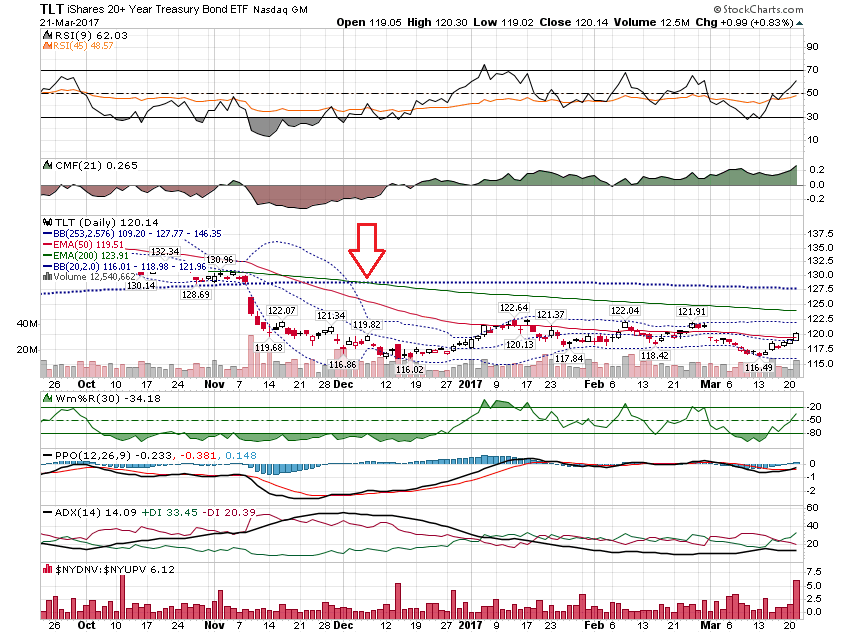 TLT iShares 20+ Year Treasury Bond ETF Nasdaq GM © StockCharts.com
21-Mar-2017 Open 119.05 High 120.30 Low 119.02 Close 120.14 Volume 12.5M Chg +0.99 (+0.83%)
RSI(9) 62.03
RSI(45) 48.57
90
70
50
30
10
CMF(21) 0.265
0.2
0.0
-0.2
TLT (Daily) 120.14
BB(253,2.576) 109.20 - 127.77 - 146.35
EMA(50) 119.51
EMA(200) 123.91
BB(20,2.0) 116.01 - 118.98 - 121.96
Volume 12,540,662
137.5
135.0
132.5
130.0
127.5
125.0
122.5
120.0
117.5
115.0
40M
20M
132.34
130.96
130.14
128.69
122.07
121.34
119.82
119.68
116.86
116.02
122.64
121.37
120.13
117.84
122.04
118.42
121.91
116.49
26 Oct 10 17 24 Nov 7 14 21 28 Dec 12 19 27 2017 9 17 23 Feb 6 13 21 Mar 6 13 20
Wm%R(30) -34.18
-20
-50
-80
PPO(12,26,9) -0.233, -0.381, 0.148
0
-1
-2
ADX(14) 14.09 +DI 33.45 -DI 20.39
60
40
20
$NYDNV:$NYUPV 6.12
7.5
5.0
2.5
0.0
26 Oct 10 17 24 Nov 7 14 21 28 Dec 12 19 27 2017 9 17 23 Feb 6 13 21 Mar 6 13 20